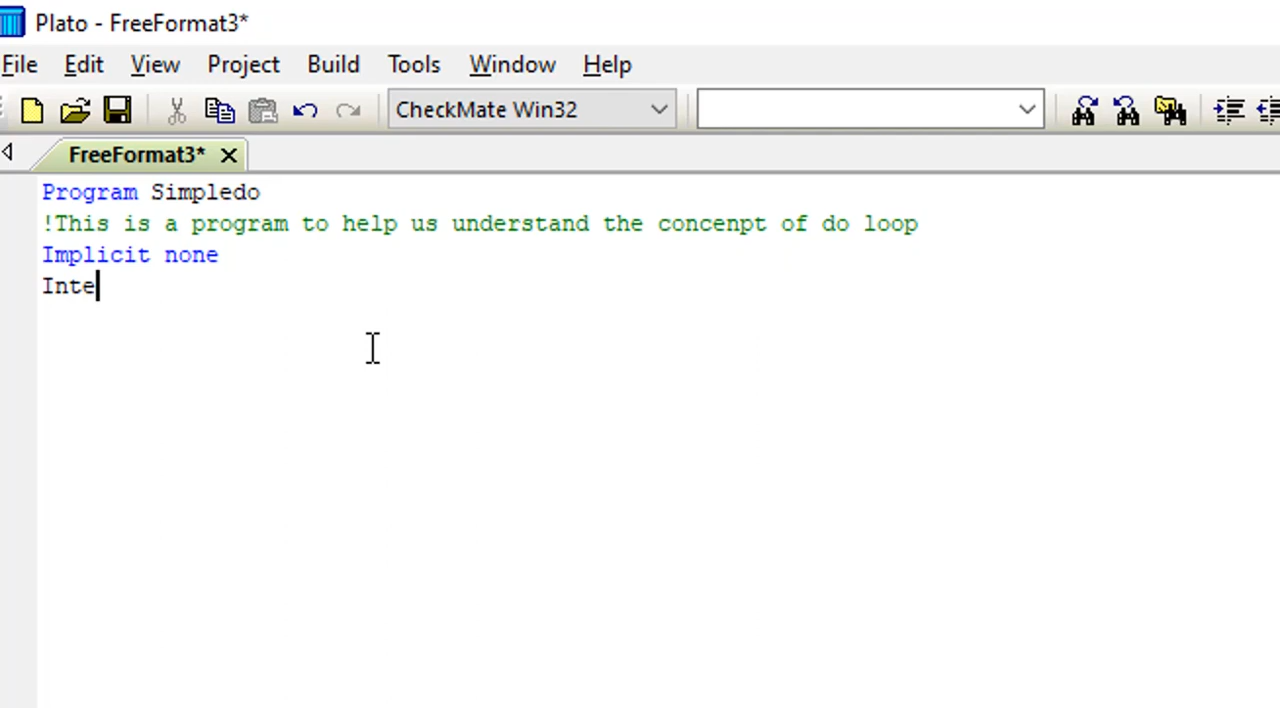 Plato - FreeFormat3*
File Edit View Project Build Tools Window Help
CheckMate Win32
FreeFormat3*
Program Simpledo
!This is a program to help us understand the concenpt of do loop
Implicit none
Inte